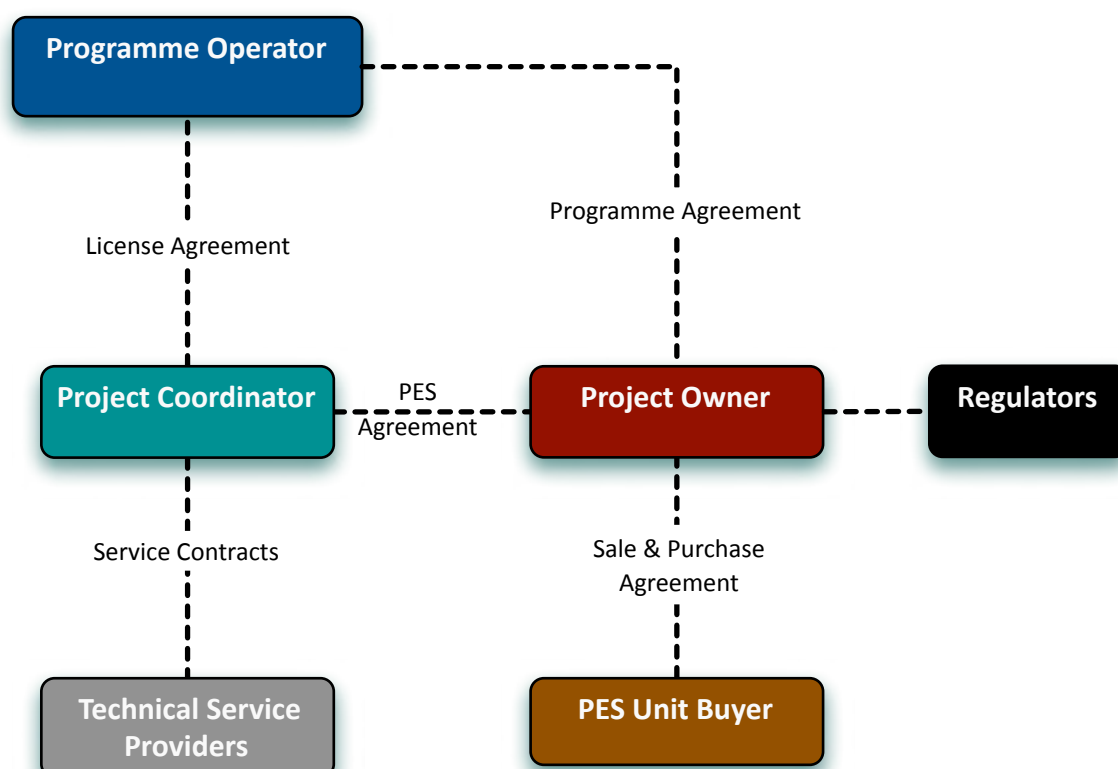 Programme Operator
Programme Agreement
License Agreement
Project Coordinator
PES
Agreement
Project Owner
Regulators
Service Contracts
Sale & Purchase
Agreement
Technical Service
Providers
PES Unit Buyer